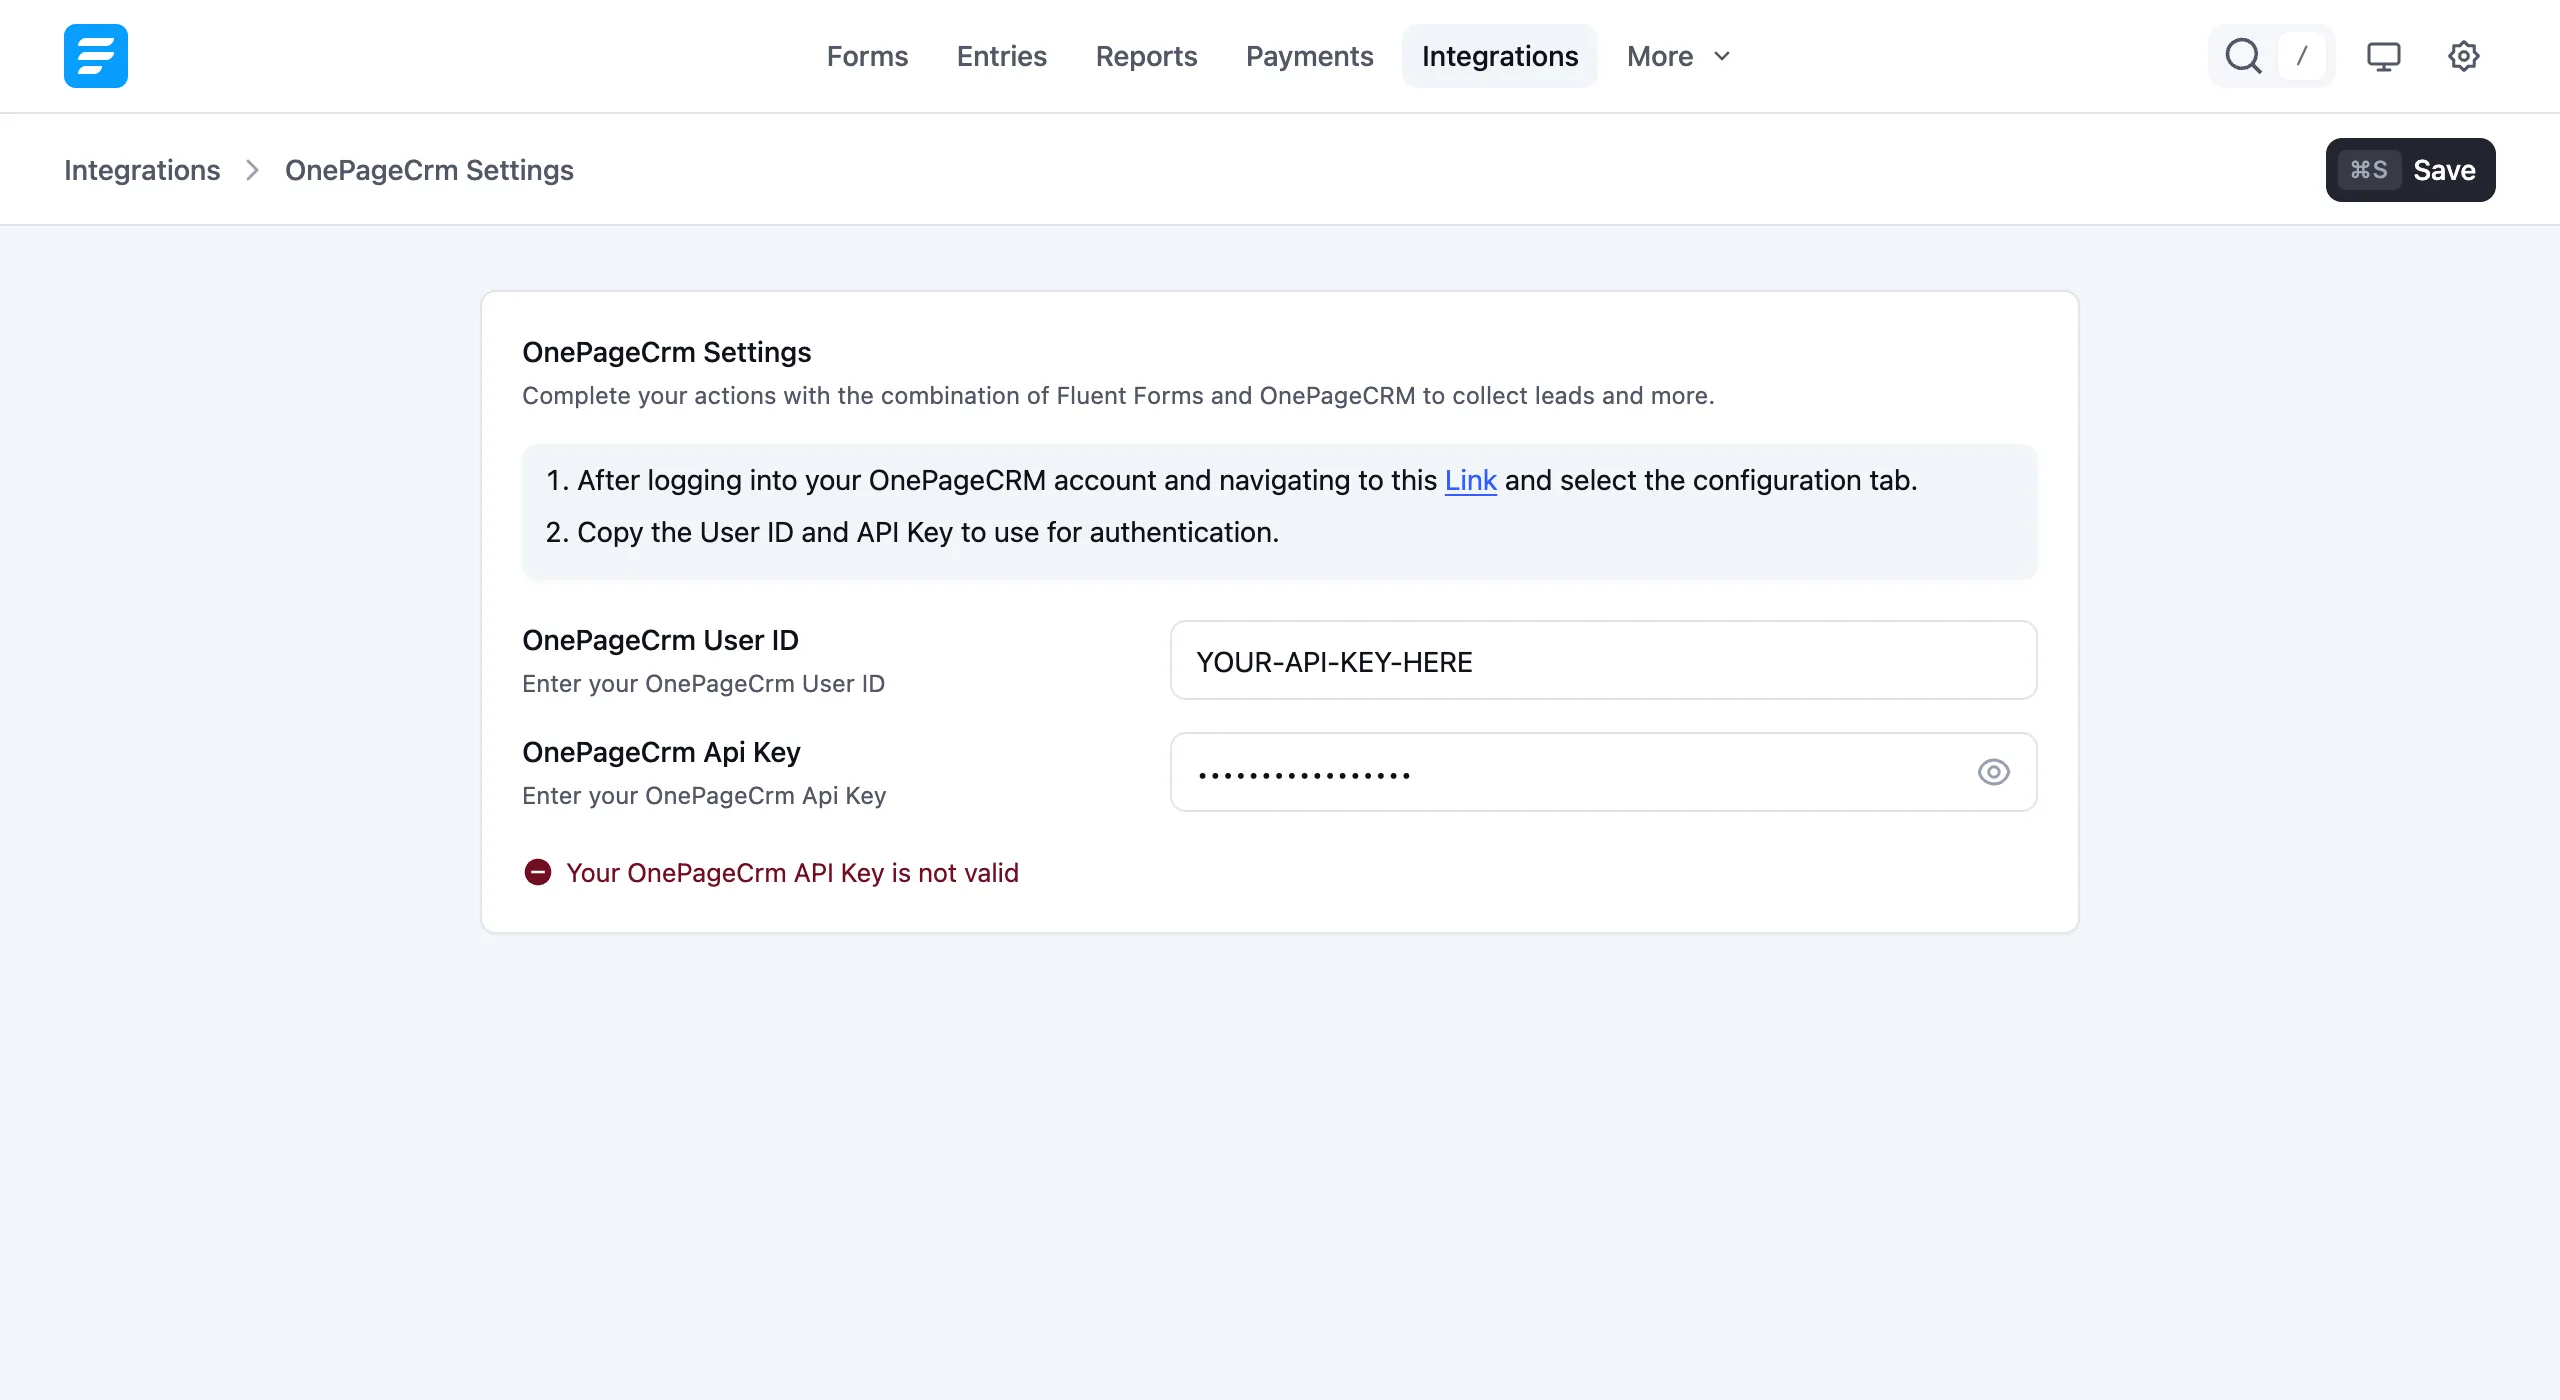 Forms Entries Reports Payments Integrations More /
Integrations OnePageCrm Settings ⌘S Save
OnePageCrm Settings
Complete your actions with the combination of Fluent Forms and OnePageCRM to collect leads and more.
1. After logging into your OnePageCRM account and navigating to this Link and select the configuration tab.
2. Copy the User ID and API Key to use for authentication.
OnePageCrm User ID
Enter your OnePageCrm User ID
YOUR-API-KEY-HERE
OnePageCrm Api Key
Enter your OnePageCrm Api Key
•••••••••••••••••
Your OnePageCrm API Key is not valid